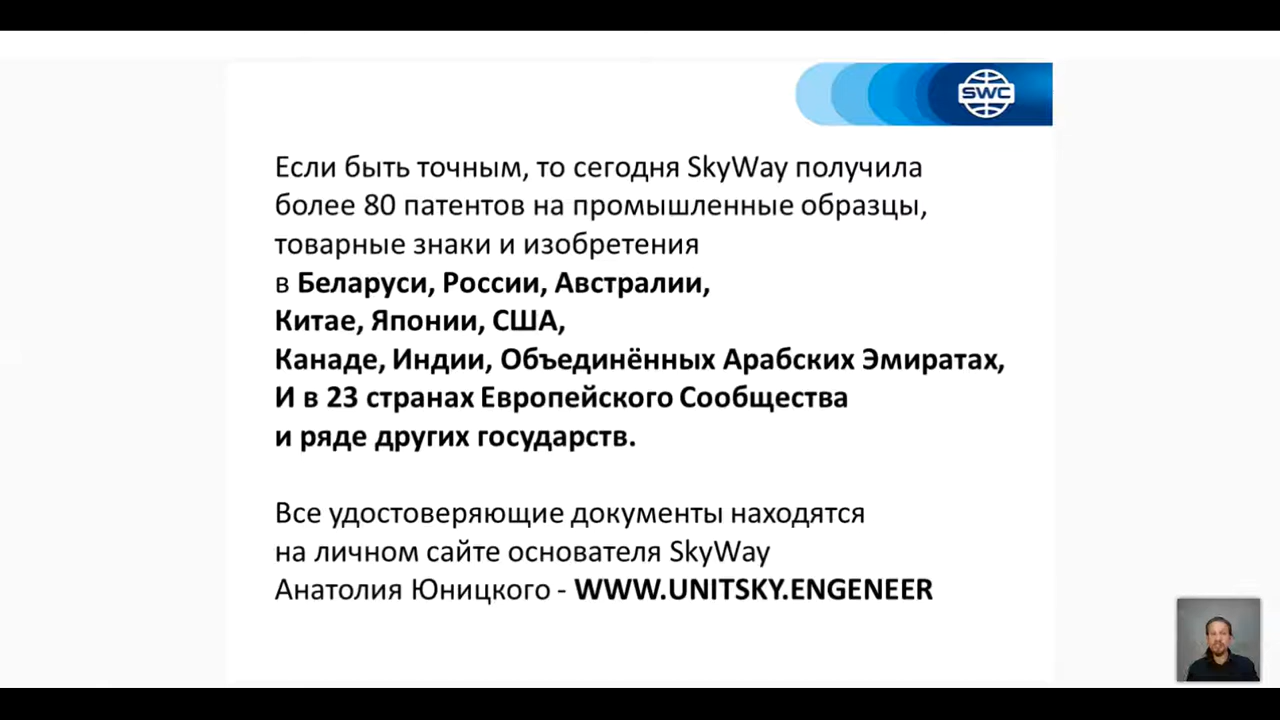 SWC
Если быть точным, то сегодня SkyWay получила
более 80 патентов на промышленные образцы,
товарные знаки и изобретения
в Беларуси, России, Австралии,
Китае, Японии, США,
Канаде, Индии, Объединённых Арабских Эмиратах,
И в 23 странах Европейского Сообщества
и ряде других государств.
Все удостоверяющие документы находятся
на личном сайте основателя SkyWay
Анатолия Юницкого - WWW.UNITSKY.ENGENEER